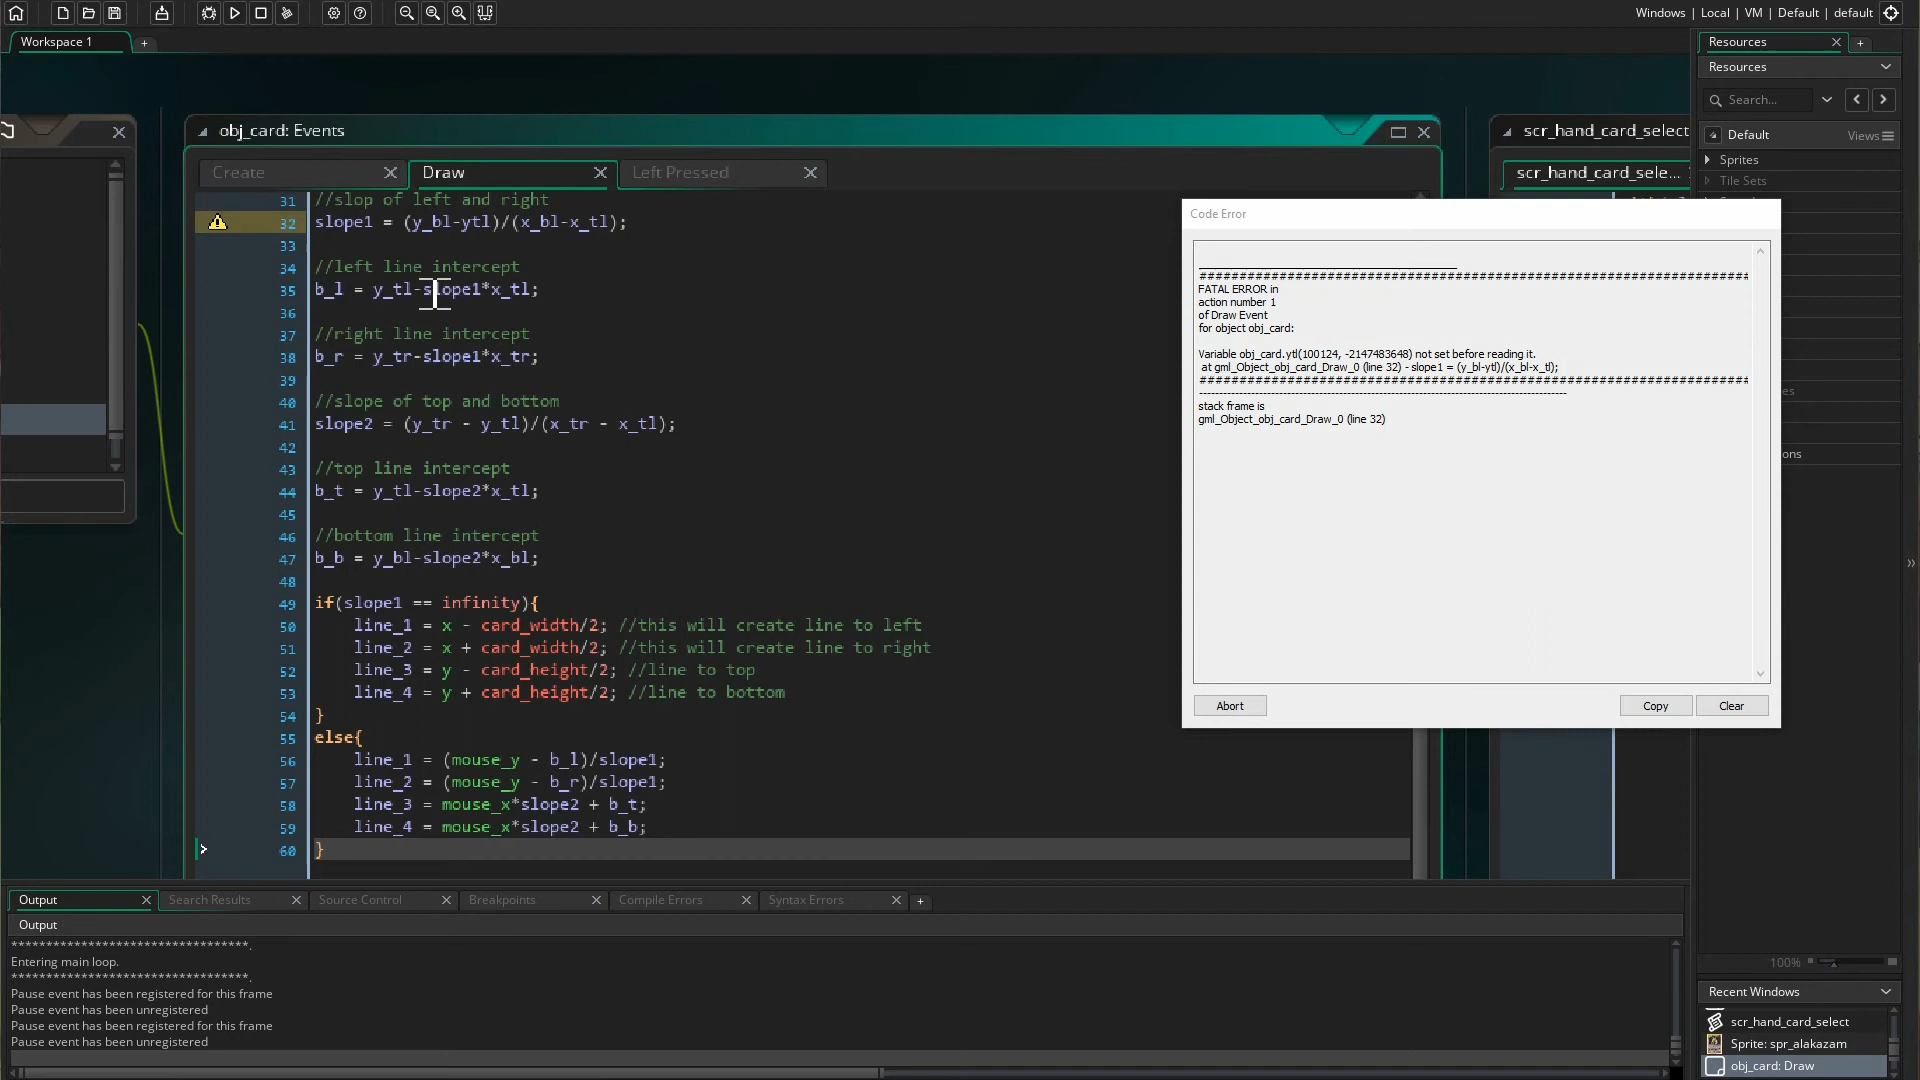 Windows | Local | VM | Default | default
Workspace 1
+
Resources
+
Resources
Search...
Default
Views
Sprites
Tile Sets
obj_card: Events
Create
Draw
Left Pressed
31 //slop of left and right
32 slope1 = (y_bl-ytl)/(x_bl-x_tl);
33
34 //left line intercept
35 b_l = y_tl-slope1*x_tl;
36
37 //right line intercept
38 b_r = y_tr-slope1*x_tr;
39
40 //slope of top and bottom
41 slope2 = (y_tr - y_tl)/(x_tr - x_tl);
42
43 //top line intercept
44 b_t = y_tl-slope2*x_tl;
45
46 //bottom line intercept
47 b_b = y_bl-slope2*x_bl;
48
49 if(slope1 == infinity){
50 line_1 = x - card_width/2; //this will create line to left
51 line_2 = x + card_width/2; //this will create line to right
52 line_3 = y - card_height/2; //line to top
53 line_4 = y + card_height/2; //line to bottom
54 }
55 else{
56 line_1 = (mouse_y - b_l)/slope1;
57 line_2 = (mouse_y - b_r)/slope1;
58 line_3 = mouse_x*slope2 + b_t;
59 line_4 = mouse_x*slope2 + b_b;
60 }
scr_hand_card_select
scr_hand_card_sele...
Code Error
FATAL ERROR in
action number 1
of Draw Event
for object obj_card:
Variable obj_card.ytl(100124, -2147483648) not set before reading it.
at gml_Object_obj_card_Draw_0 (line 32) - slope1 = (y_bl-ytl)/(x_bl-x_tl);
stack frame is
gml_Object_obj_card_Draw_0 (line 32)
Abort
Copy
Clear
ons
Output
Search Results
Source Control
Breakpoints
Compile Errors
Syntax Errors
+
Output
**********************************.
Entering main loop.
**********************************.
Pause event has been registered for this frame
Pause event has been unregistered
Pause event has been registered for this frame
Pause event has been unregistered
100%
Recent Windows
scr_hand_card_select
Sprite: spr_alakazam
obj_card: Draw